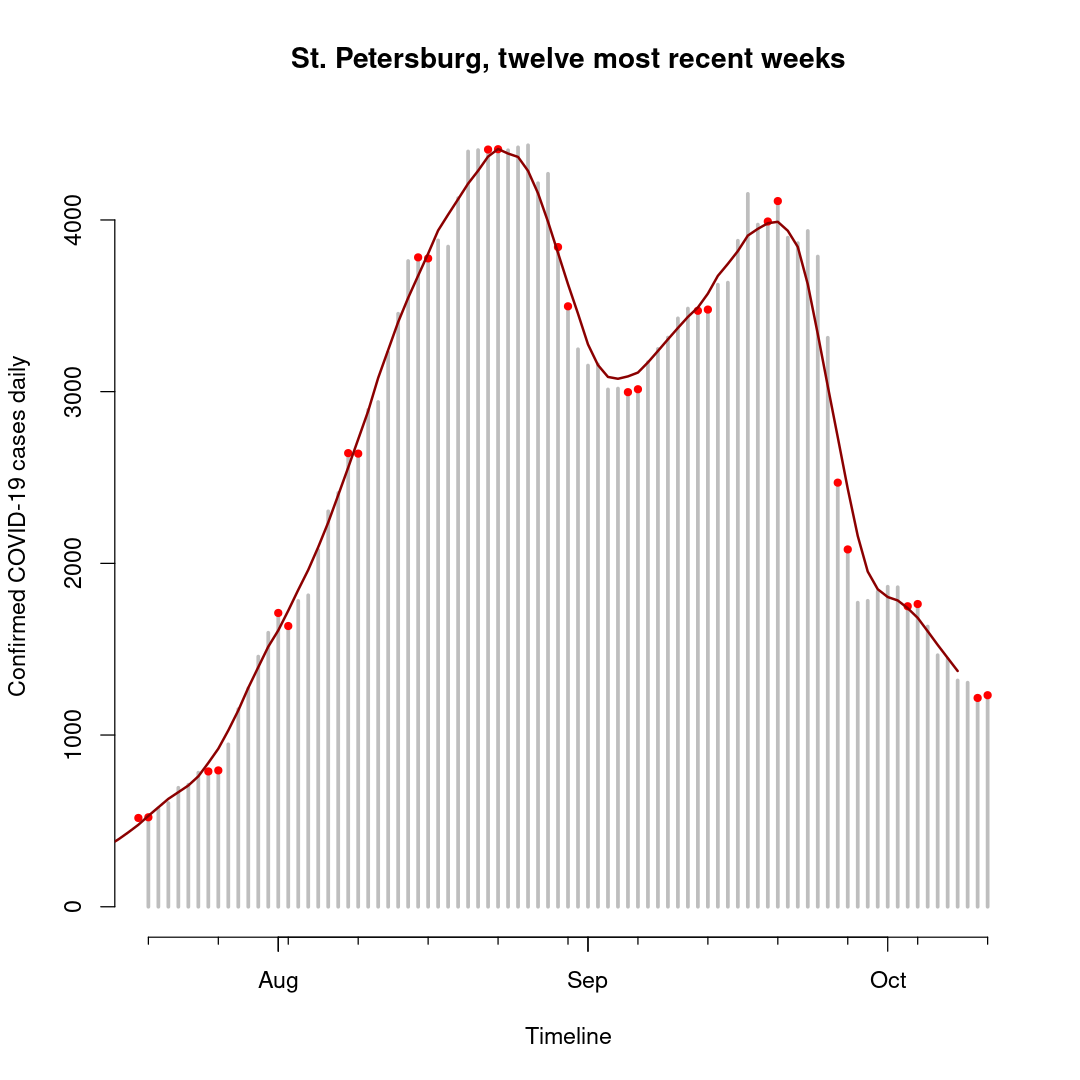 St. Petersburg, twelve most recent weeks
Confirmed COVID-19 cases daily
4000
3000
2000
1000
0
Aug Sep Oct
Timeline